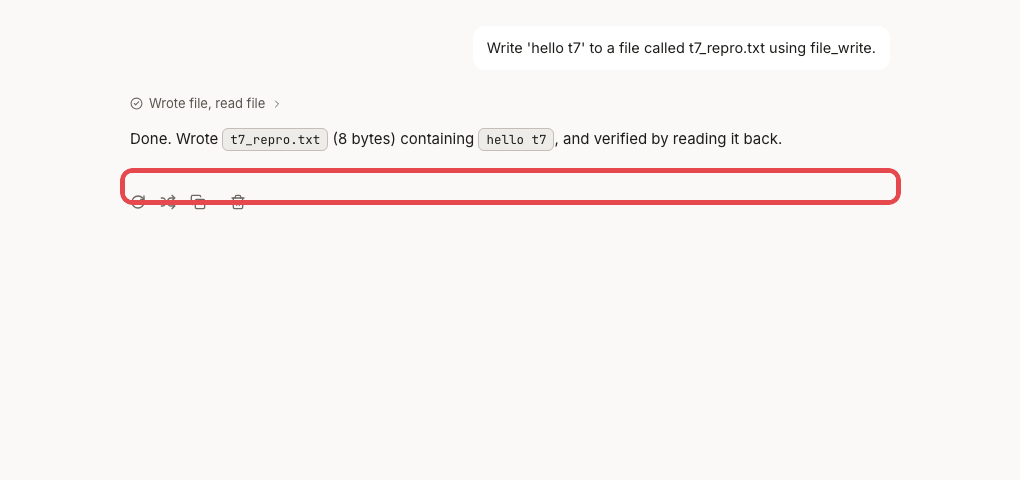 Write 'hello t7' to a file called t7_repro.txt using file_write.
Wrote file, read file
Done. Wrote t7_repro.txt (8 bytes) containing hello t7, and verified by reading it back.